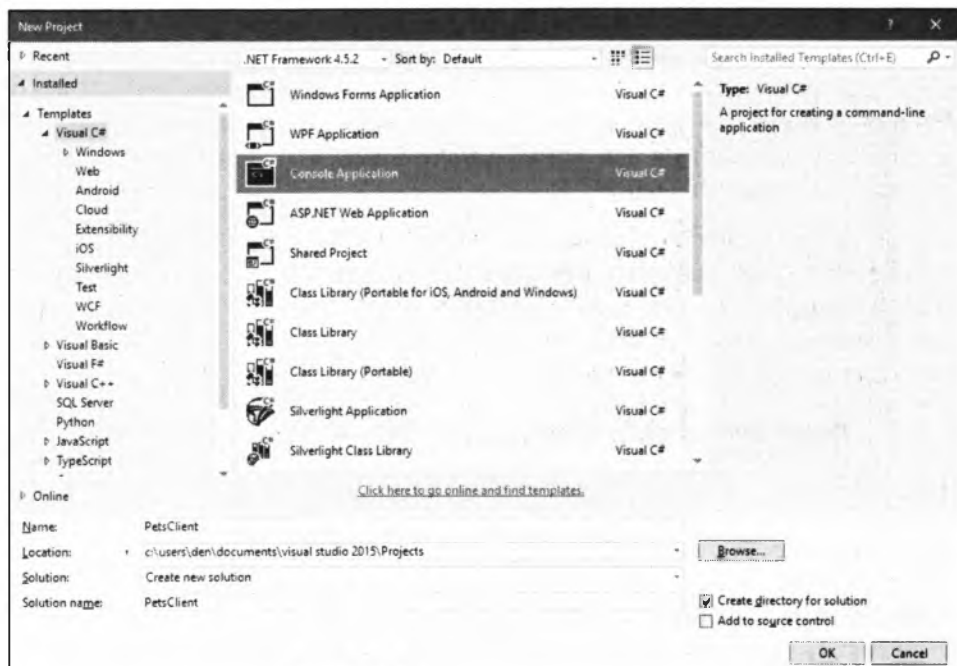 New Project
? ×
Recent
.NET Framework 4.5.2
Sort by: Default
Search Installed Templates (Ctrl+E)
Installed
Templates
Visual C#
Windows
Web
Android
Cloud
Extensibility
iOS
Silverlight
Test
WCF
Workflow
Visual Basic
Visual F#
Visual C++
SQL Server
Python
JavaScript
TypeScript
Online
Windows Forms Application Visual C#
WPF Application Visual C#
Console Application Visual C#
ASP.NET Web Application Visual C#
Shared Project Visual C#
Class Library (Portable for iOS, Android and Windows) Visual C#
Class Library Visual C#
Class Library (Portable) Visual C#
Silverlight Application Visual C#
Silverlight Class Library Visual C#
Click here to go online and find templates.
Type: Visual C#
A project for creating a command-line
application
Name: PetsClient
Location: c:\users\den\documents\visual studio 2015\Projects
Browse...
Solution: Create new solution
Solution name: PetsClient
Create directory for solution
Add to source control
OK Cancel